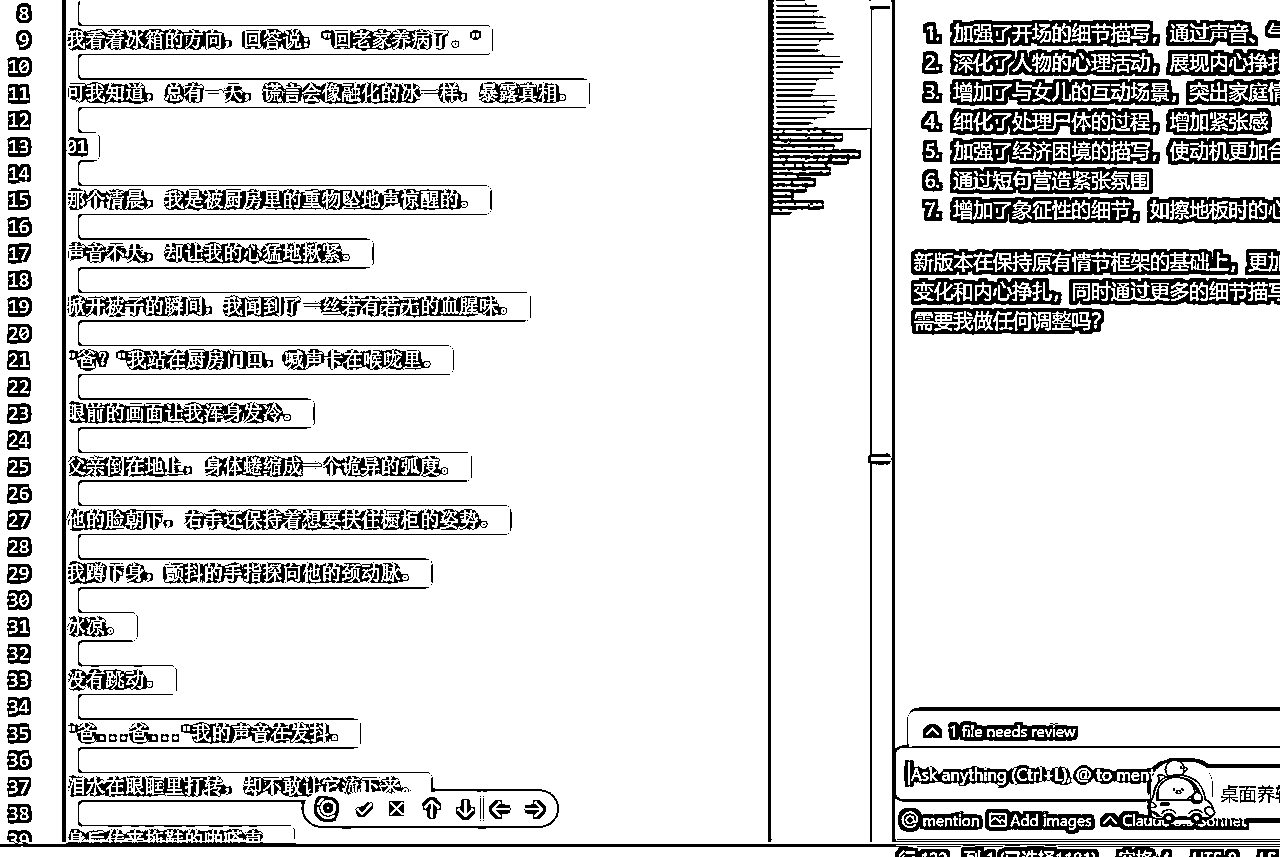 8
9 我看着冰箱的方向，回答说："回老家养病了。"
10
11 可我知道，总有一天，谎言会像融化的冰一样，暴露真相。
12
13 01
14
15 那个清晨，我是被厨房里的重物坠地声惊醒的。
16
17 声音不大，却让我的心猛地揪紧。
18
19 掀开被子的瞬间，我闻到了一丝若有若无的血腥味。
20
21 "爸？"我站在厨房门口，喊声卡在喉咙里。
22
23 眼前的画面让我浑身发冷。
24
25 父亲倒在地上，身体蜷缩成一个诡异的弧度。
26
27 他的脸朝下，右手还保持着想要扶住橱柜的姿势。
28
29 我蹲下身，颤抖的手指探向他的颈动脉。
30
31 冰凉。
32
33 没有跳动。
34
35 "爸...爸..."我的声音在发抖。
36
37 泪水在眼眶里打转，却不敢让它流下来。
38
39 身后传来拖鞋的
1. 加强了开场的细节描写，通过声音、
2. 深化了人物的心理活动，展现内心挣扎
3. 增加了与女儿的互动场景，突出家庭情
4. 细化了处理尸体的过程，增加紧张感
5. 加强了经济困境的描写，使动机更加合
6. 通过短句营造紧张氛围
7. 增加了象征性的细节，如擦地板时的心
新版本在保持原有情节框架的基础上，更加
变化和内心挣扎，同时通过更多的细节描写
需要我做任何调整吗？
1 file needs review
Ask anything (Ctrl+L), @ to men
桌面养
mention Add images Claude Sonnet